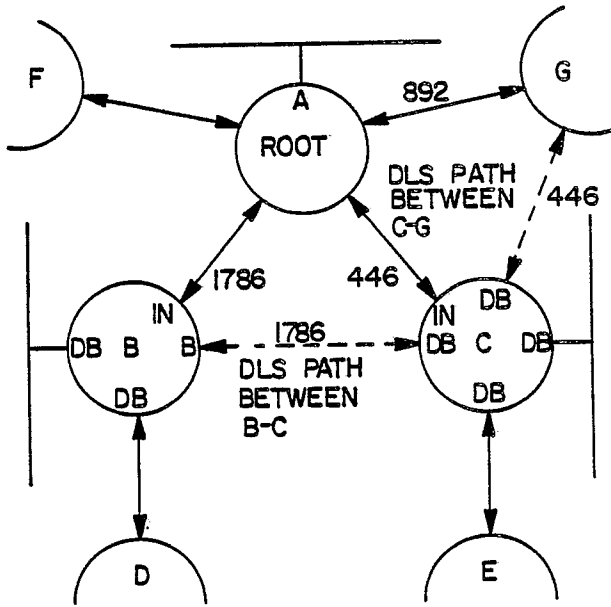 F
A
ROOT
892
G
DLS PATH
BETWEEN
C-G
446
1786
446
IN
DB B B
DB
1786
DLS PATH
BETWEEN
B-C
DB
IN
DB C DB
DB
D
E